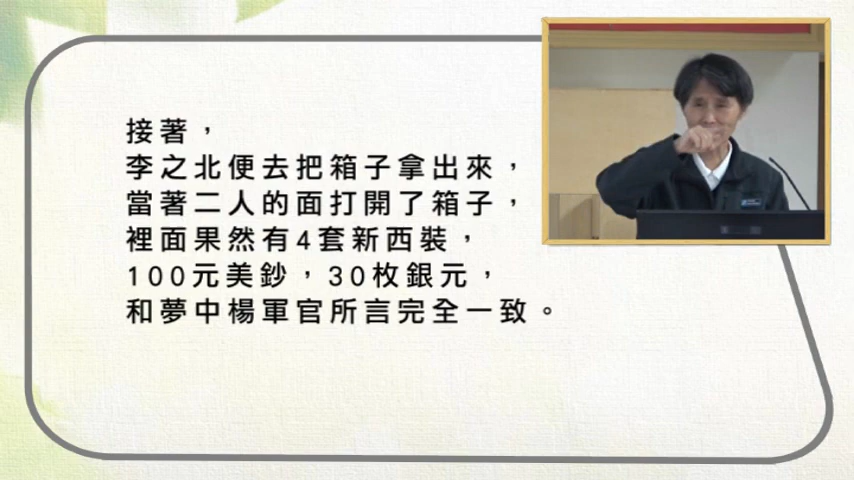 接著，
李之北便去把箱子拿出來，
當著二人的面打開了箱子，
裡面果然有4套新西裝，
100元美鈔，30枚銀元，
和夢中楊軍官所言完全一致。